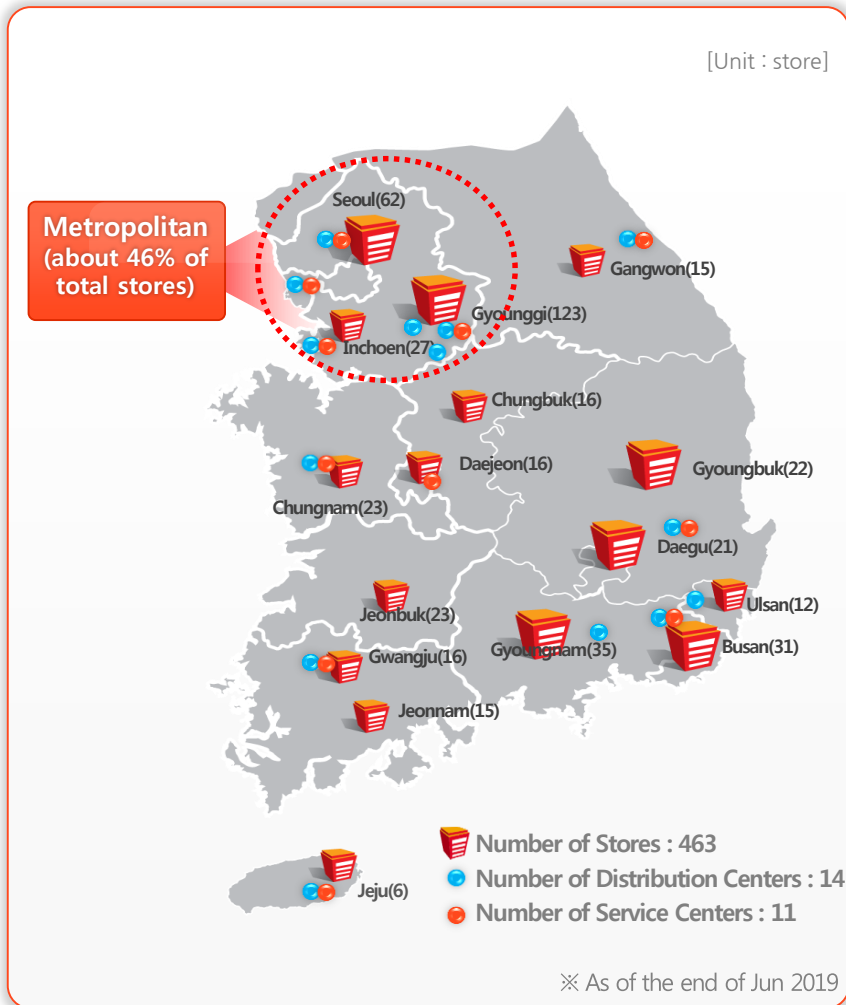 [Unit : store]
Seoul(62)
Metropolitan
(about 46% of
total stores)
Gangwon(15)
Gyounggi(123)
Inchoen(27)
Chungbuk(16)
Daejeon(16)
Gyoungbuk(22)
Chungnam(23)
Daegu(21)
Ulsan(12)
Jeonbuk(23)
Busan(31)
Gyoungnam(35)
Gwangju(16)
Jeonnam(15)
Number of Stores : 463
Number of Distribution Centers : 14
Jeju(6)
Number of Service Centers : 11
※ As of the end of Jun 2019